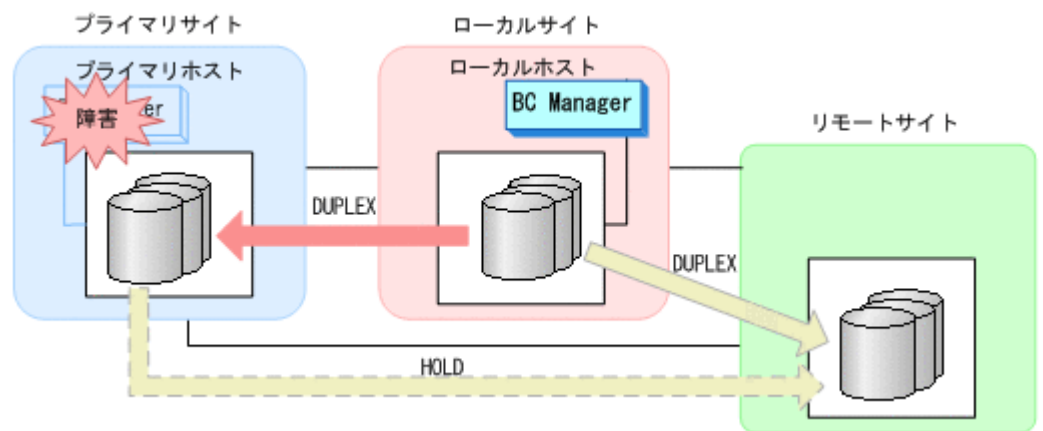 プライマリサイト
ローカルサイト
プライマリホスト
ローカルホスト
障害
er
BC Manager
リモートサイト
DUPLEX
DUPLEX
HOLD